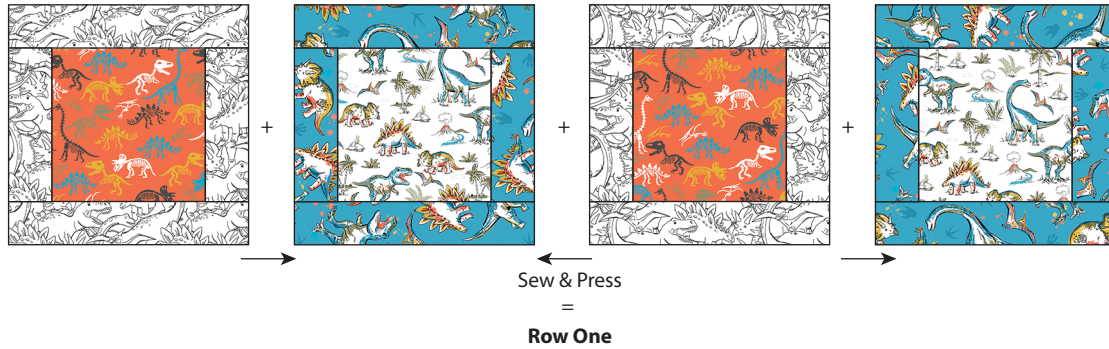 + + +
Sew & Press
=
Row One